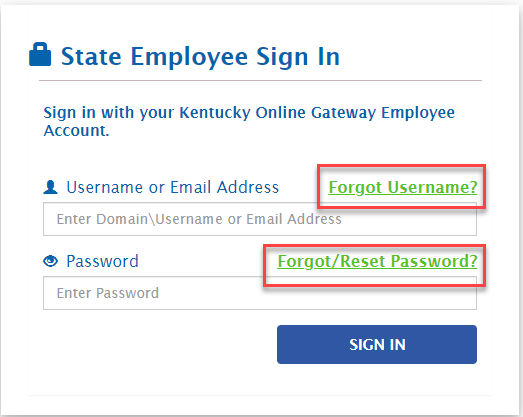 State Employee Sign In
Sign in with your Kentucky Online Gateway Employee
Account.
Username or Email Address Forgot Username?
Enter Domain\Username or Email Address
Password Forgot/Reset Password?
Enter Password
SIGN IN